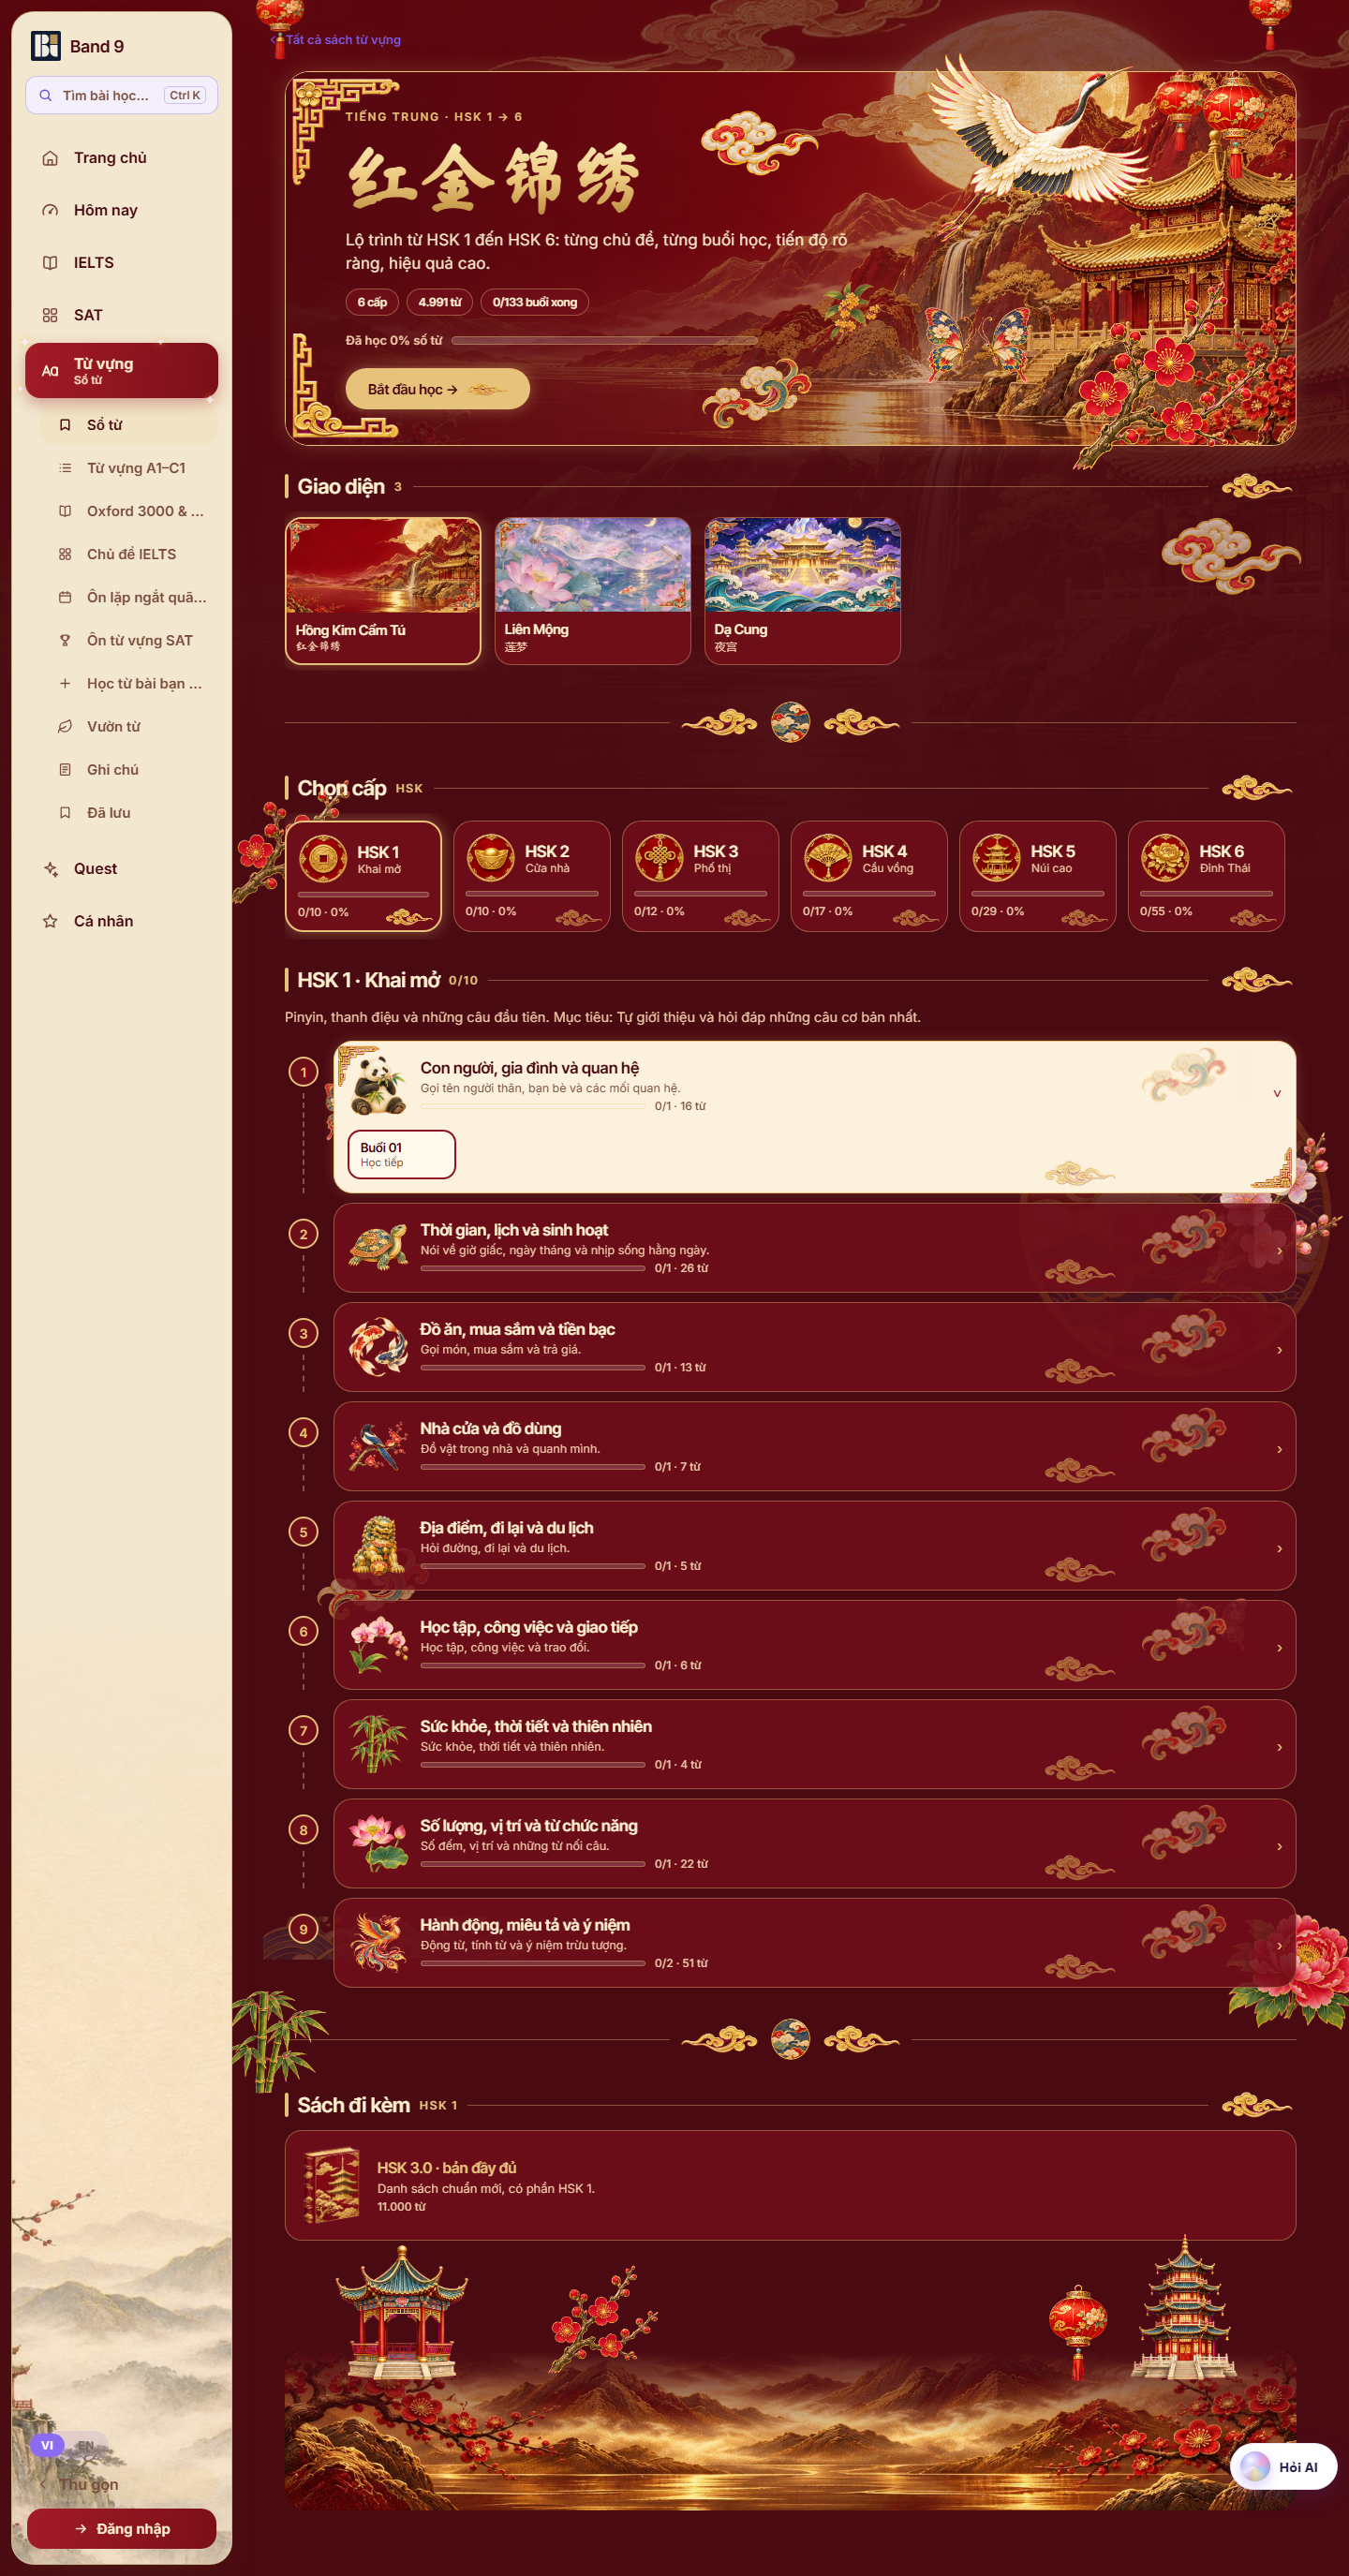 Band 9
Tìm bài học... Ctrl K
Trang chủ
Hôm nay
IELTS
SAT
Từ vựng
Sổ từ
Sổ từ
Từ vựng A1–C1
Oxford 3000 & ...
Chủ đề IELTS
Ôn lặp ngắt quã...
Ôn từ vựng SAT
Học từ bài bạn ...
Vườn từ
Ghi chú
Đã lưu
Quest
Cá nhân
VI EN
Thu gọn
Đăng nhập
Tất cả sách từ vựng
TIẾNG TRUNG · HSK 1 → 6
红金锦绣
Lộ trình từ HSK 1 đến HSK 6: từng chủ đề, từng buổi học, tiến độ rõ
ràng, hiệu quả cao.
6 cấp 4.991 từ 0/133 buổi xong
Đã học 0% sổ từ
Bắt đầu học →
Giao diện 3
Hồng Kim Cẩm Tú
红金锦绣
Liên Mộng
莲梦
Dạ Cung
夜宫
Chọn cấp HSK
HSK 1
Khai mở
0/10 · 0%
HSK 2
Cửa nhà
0/10 · 0%
HSK 3
Phố thị
0/12 · 0%
HSK 4
Cầu vồng
0/17 · 0%
HSK 5
Núi cao
0/29 · 0%
HSK 6
Đỉnh Thái
0/55 · 0%
HSK 1 · Khai mở 0/10
Pinyin, thanh điệu và những câu đầu tiên. Mục tiêu: Tự giới thiệu và hỏi đáp những câu cơ bản nhất.
1
Con người, gia đình và quan hệ
Gọi tên người thân, bạn bè và các mối quan hệ.
0/1 · 16 từ
Buổi 01
Học tiếp
2
Thời gian, lịch và sinh hoạt
Nói về giờ giấc, ngày tháng và nhịp sống hằng ngày.
0/1 · 26 từ
3
Đồ ăn, mua sắm và tiền bạc
Gọi món, mua sắm và trả giá.
0/1 · 13 từ
4
Nhà cửa và đồ dùng
Đồ vật trong nhà và quanh mình.
0/1 · 7 từ
5
Địa điểm, đi lại và du lịch
Hỏi đường, đi lại và du lịch.
0/1 · 5 từ
6
Học tập, công việc và giao tiếp
Học tập, công việc và trao đổi.
0/1 · 6 từ
7
Sức khỏe, thời tiết và thiên nhiên
Sức khỏe, thời tiết và thiên nhiên.
0/1 · 4 từ
8
Số lượng, vị trí và từ chức năng
Số đếm, vị trí và những từ nối câu.
0/1 · 22 từ
9
Hành động, miêu tả và ý niệm
Động từ, tính từ và ý niệm trừu tượng.
0/2 · 51 từ
Sách đi kèm HSK 1
HSK 3.0 · bản đầy đủ
Danh sách chuẩn mới, có phần HSK 1.
11.000 từ
Hỏi AI